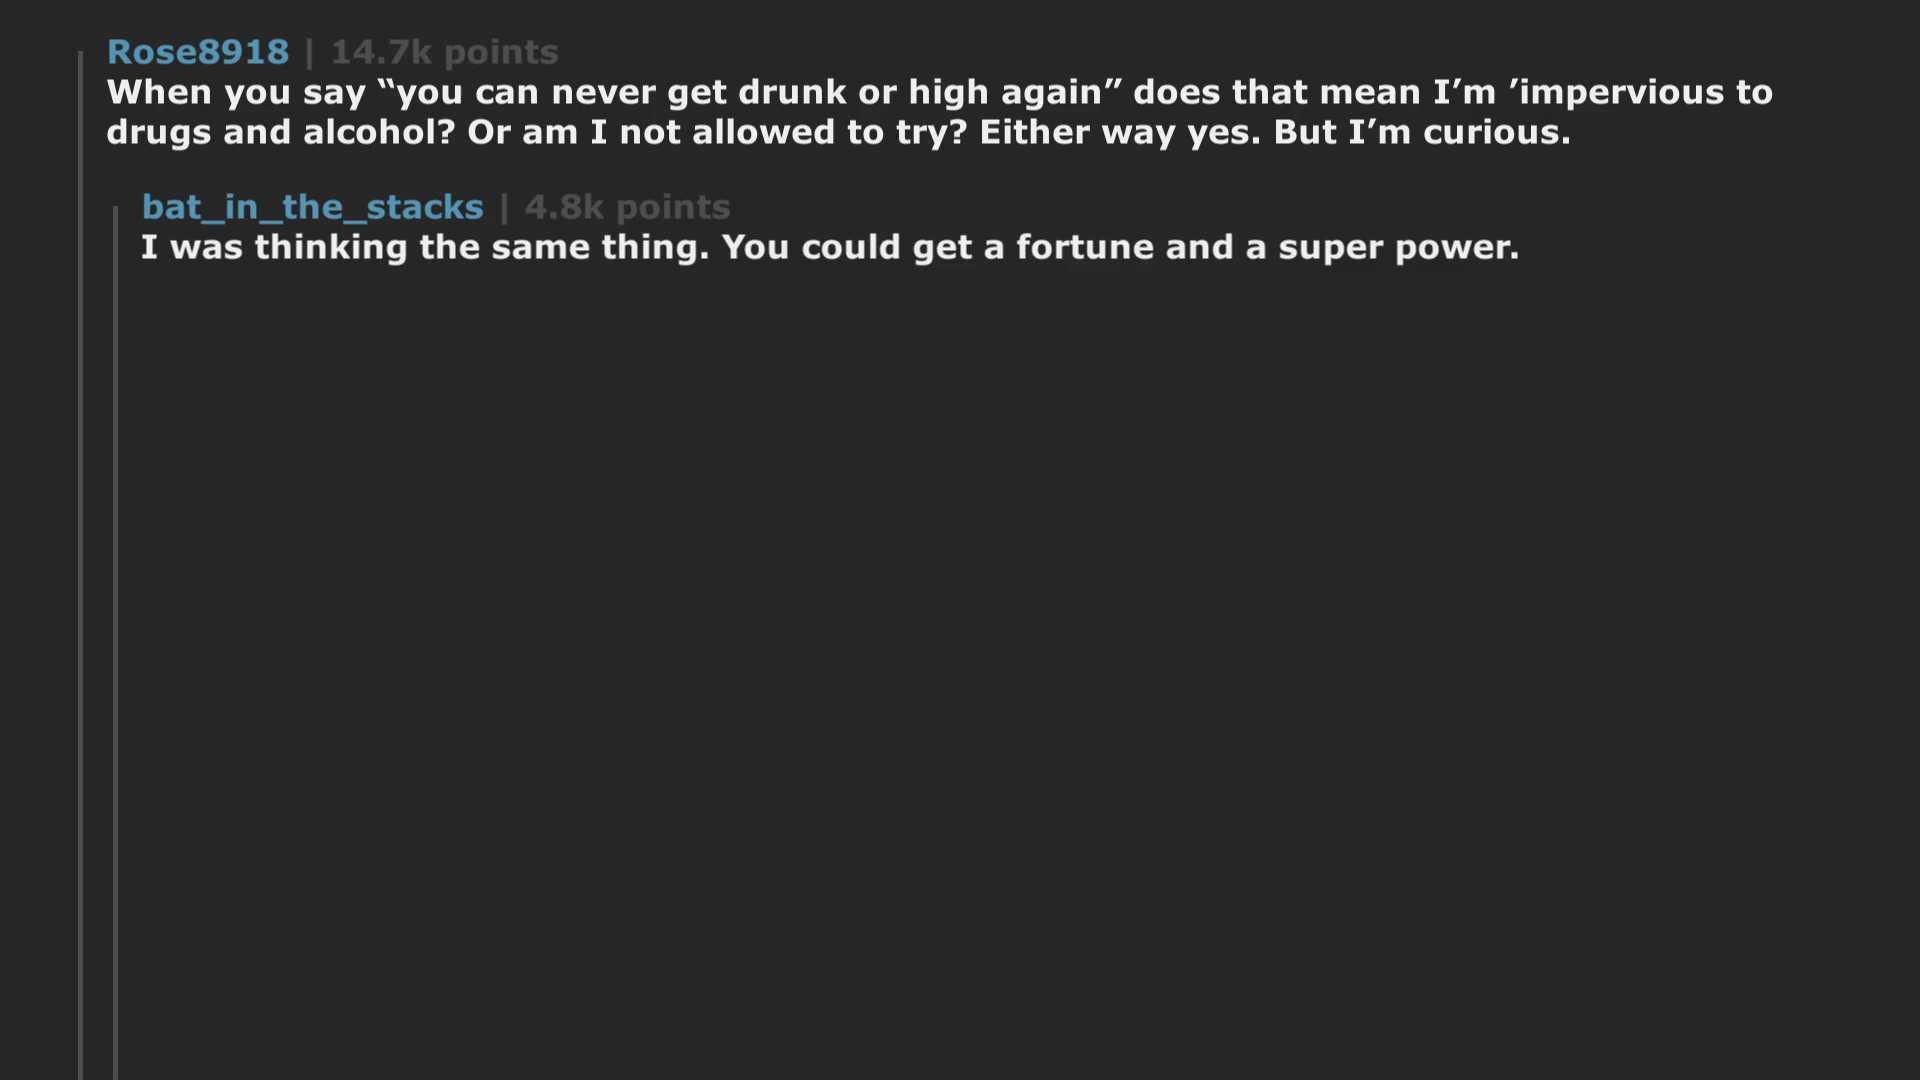 Rose8918 | 14.7k points
When you say “you can never get drunk or high again” does that mean I’m ’impervious to
drugs and alcohol? Or am I not allowed to try? Either way yes. But I’m curious.
bat_in_the_stacks | 4.8k points
I was thinking the same thing. You could get a fortune and a super power.